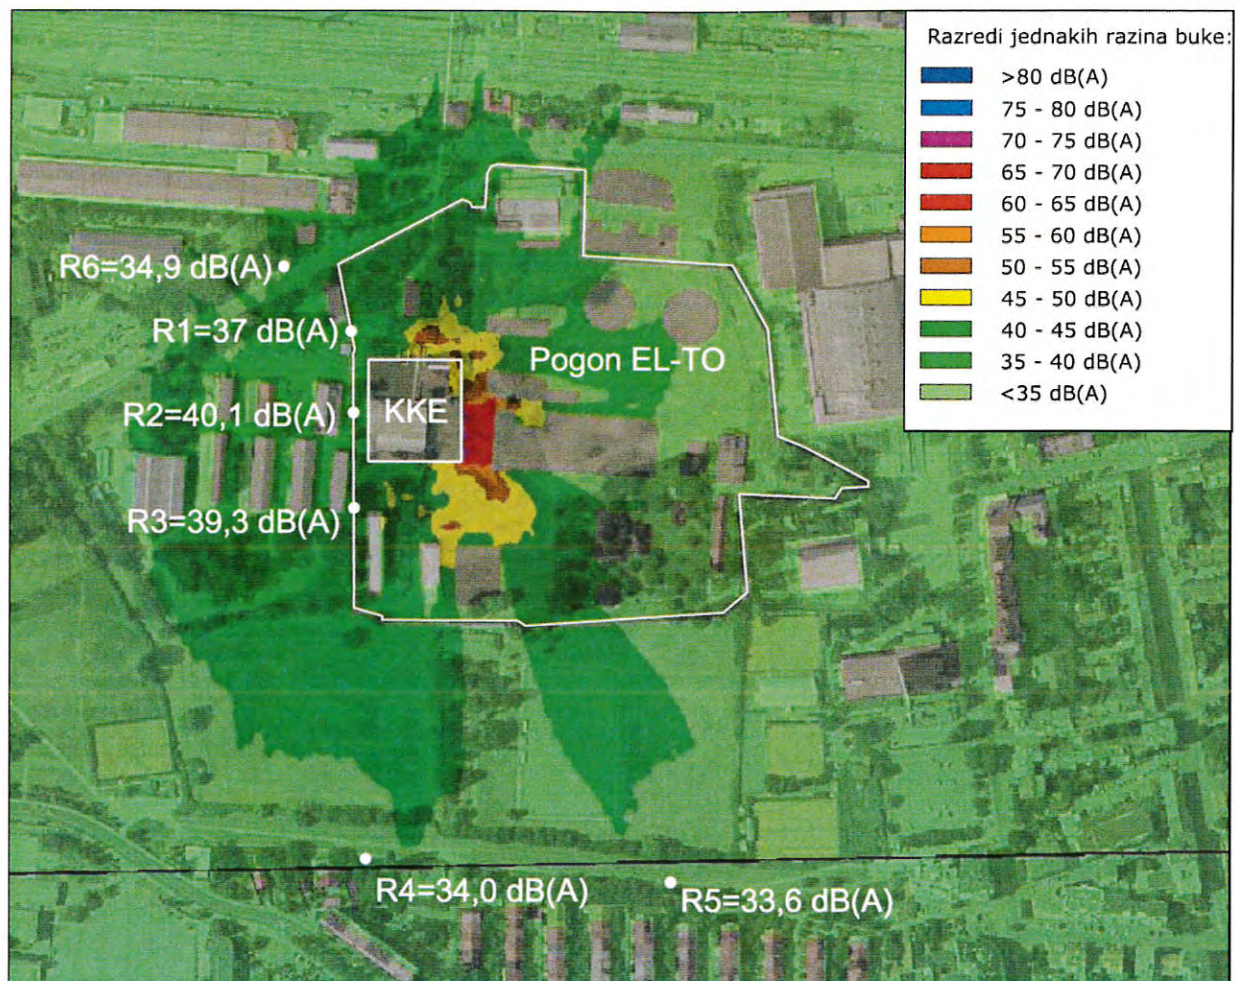 Razredi jednakih razina buke:
>80 dB(A)
75 - 80 dB(A)
70 - 75 dB(A)
65 - 70 dB(A)
60 - 65 dB(A)
55 - 60 dB(A)
50 - 55 dB(A)
45 - 50 dB(A)
40 - 45 dB(A)
35 - 40 dB(A)
<35 dB(A)
R6=34,9 dB(A)
R1=37 dB(A)
Pogon EL-TO
R2=40,1 dB(A)
KKE
R3=39,3 dB(A)
R4=34,0 dB(A)
R5=33,6 dB(A)